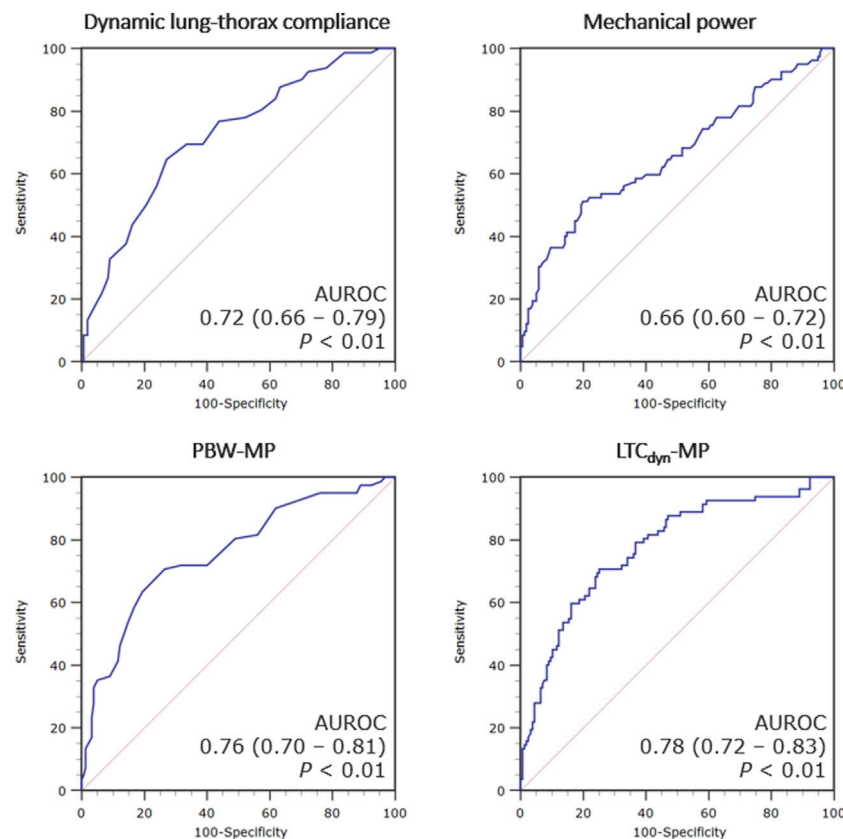 Dynamic lung-thorax compliance
100
80
60
40
20
0
Sensitivity
0 20 40 60 80 100
100-Specificity
AUROC
0.72 (0.66 – 0.79)
P < 0.01
Mechanical power
100
80
60
40
20
0
Sensitivity
0 20 40 60 80 100
100-Specificity
AUROC
0.66 (0.60 – 0.72)
P < 0.01
PBW-MP
100
80
60
40
20
0
Sensitivity
0 20 40 60 80 100
100-Specificity
AUROC
0.76 (0.70 – 0.81)
P < 0.01
LTCdyn-MP
100
80
60
40
20
0
Sensitivity
0 20 40 60 80 100
100-Specificity
AUROC
0.78 (0.72 – 0.83)
P < 0.01